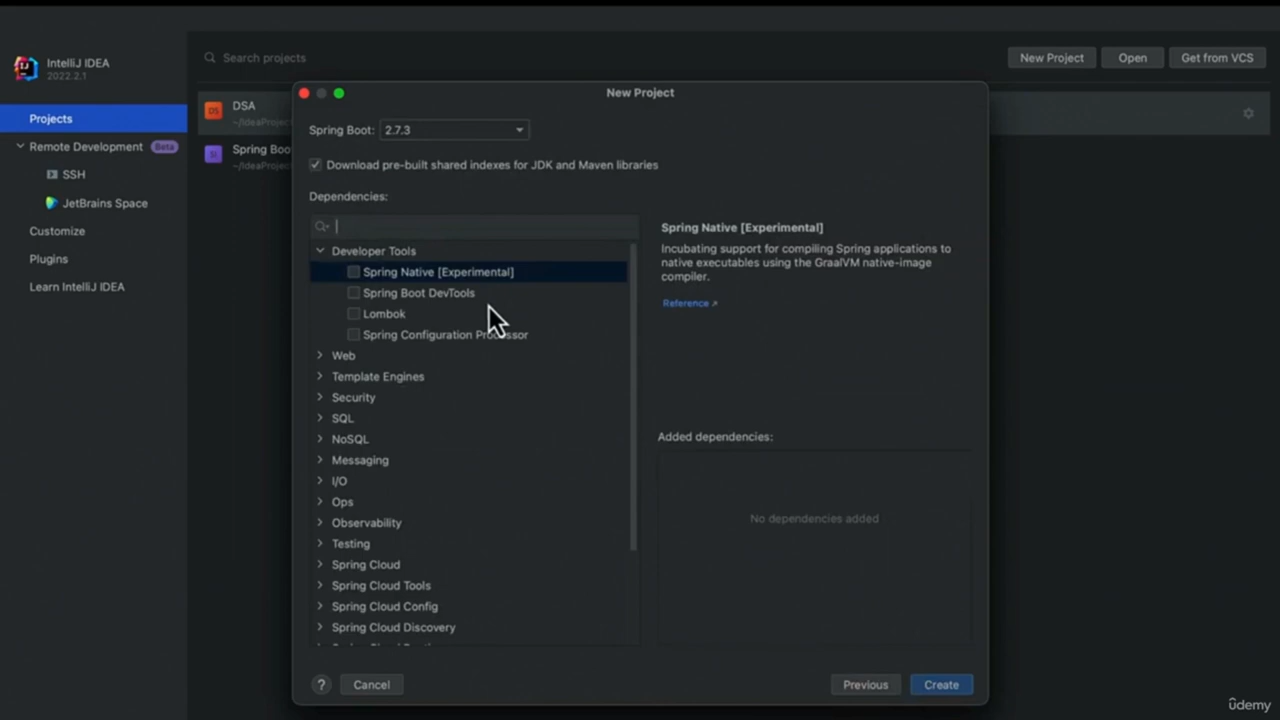 IntelliJ IDEA
2022.2.1
Search projects
New Project
Open
Get from VCS
Projects
Remote Development Beta
SSH
JetBrains Space
Customize
Plugins
Learn IntelliJ IDEA
DS
DSA
~/IdeaProjec
Spring Boo
~/IdeaProjec
New Project
Spring Boot: 2.7.3
Download pre-built shared indexes for JDK and Maven libraries
Dependencies:
Developer Tools
Spring Native [Experimental]
Spring Boot DevTools
Lombok
Spring Configuration Processor
Web
Template Engines
Security
SQL
NoSQL
Messaging
I/O
Ops
Observability
Testing
Spring Cloud
Spring Cloud Tools
Spring Cloud Config
Spring Cloud Discovery
Spring Native [Experimental]
Incubating support for compiling Spring applications to
native executables using the GraalVM native-image
compiler.
Reference ↗
Added dependencies:
No dependencies added
?
Cancel
Previous
Create
ûdemy